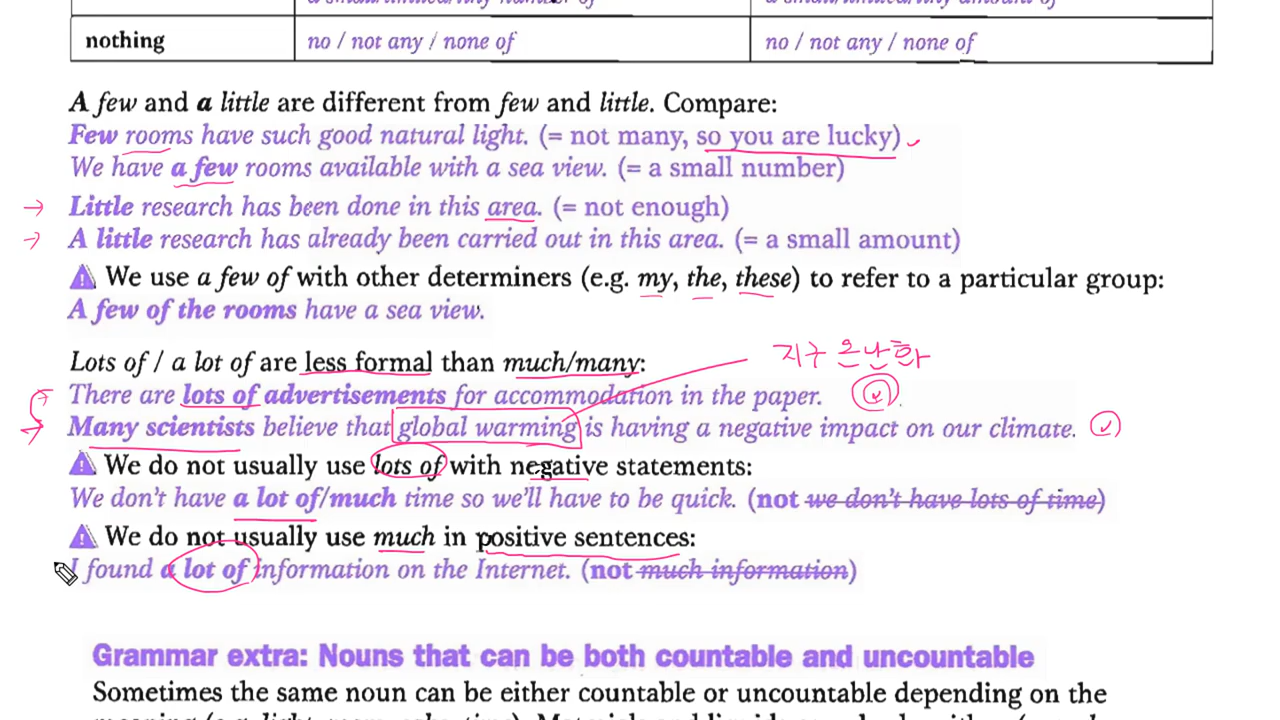 nothing
no / not any / none of
no / not any / none of
A few and a little are different from few and little. Compare:
Few rooms have such good natural light. (= not many, so you are lucky)
We have a few rooms available with a sea view. (= a small number)
Little research has been done in this area. (= not enough)
A little research has already been carried out in this area. (= a small amount)
We use a few of with other determiners (e.g. my, the, these) to refer to a particular group:
A few of the rooms have a sea view.
지구 온난화
Lots of / a lot of are less formal than much/many:
There are lots of advertisements for accommodation in the paper.
Many scientists believe that global warming is having a negative impact on our climate.
We do not usually use lots of with negative statements:
We don't have a lot of/much time so we'll have to be quick. (not we don't have lots of time)
We do not usually use much in positive sentences:
I found a lot of information on the Internet. (not much information)
Grammar extra: Nouns that can be both countable and uncountable
Sometimes the same noun can be either countable or uncountable depending on the